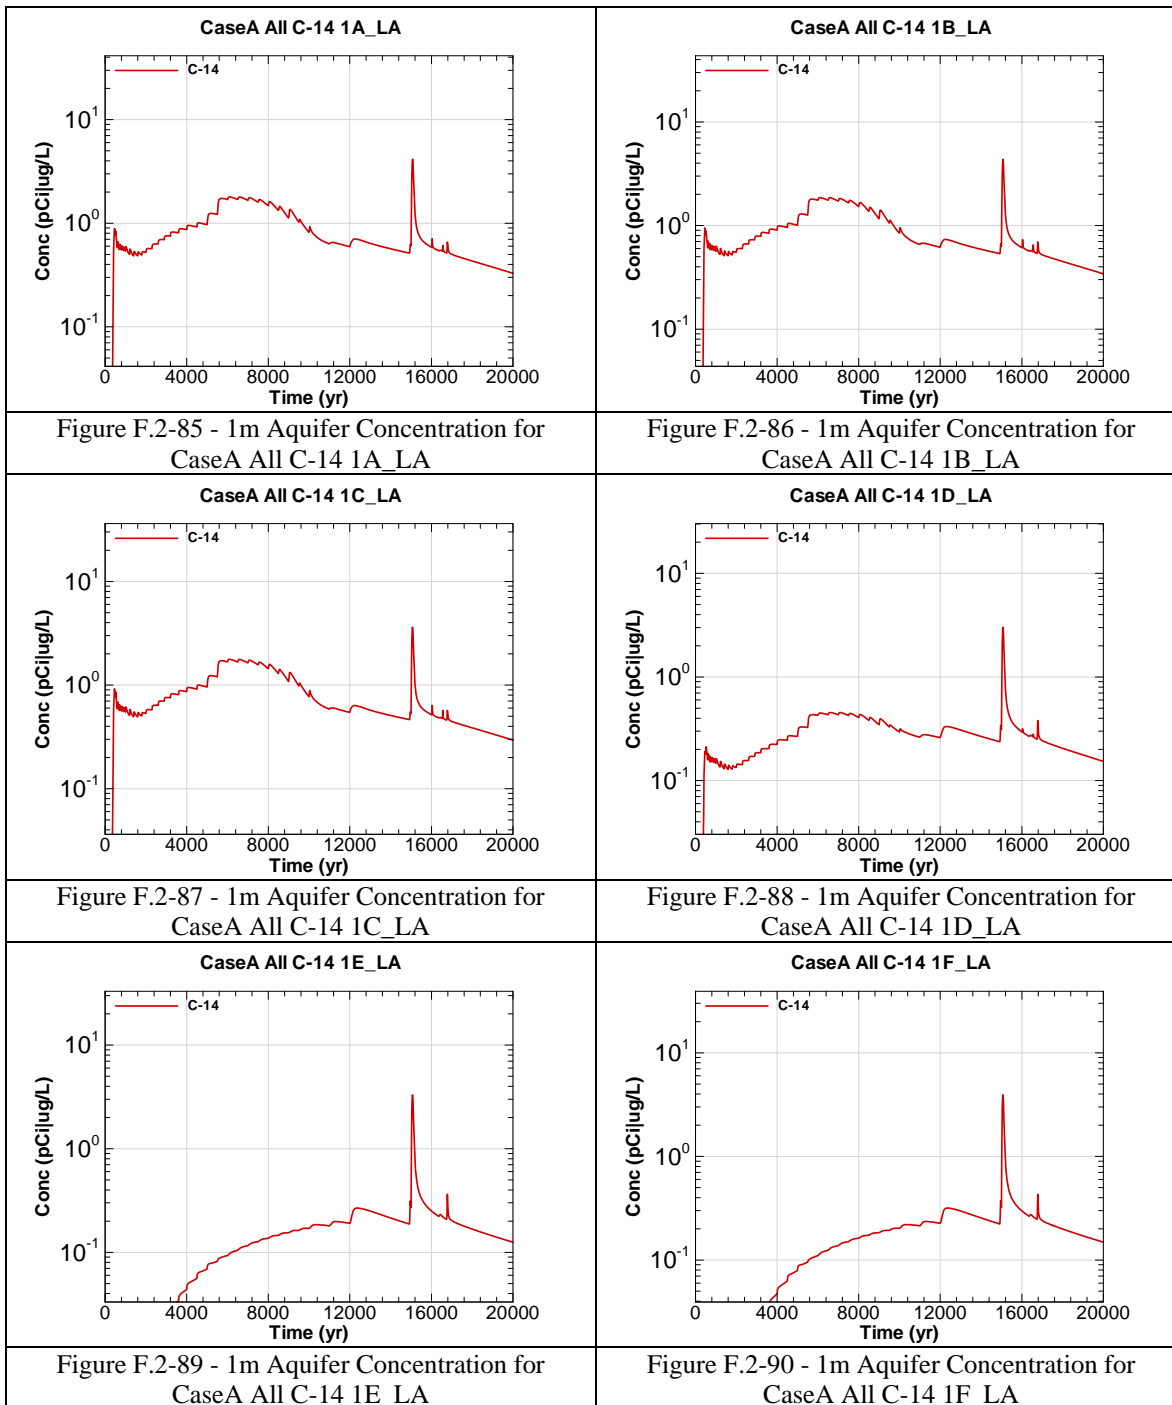 CaseA All C-14 1A_LA
C-14
Conc (pCi|ug/L)
10^1
10^0
10^-1
0 4000 8000 12000 16000 20000
Time (yr)
Figure F.2-85 - 1m Aquifer Concentration for
CaseA All C-14 1A_LA
CaseA All C-14 1B_LA
C-14
Conc (pCi|ug/L)
10^1
10^0
10^-1
0 4000 8000 12000 16000 20000
Time (yr)
Figure F.2-86 - 1m Aquifer Concentration for
CaseA All C-14 1B_LA
CaseA All C-14 1C_LA
C-14
Conc (pCi|ug/L)
10^1
10^0
10^-1
0 4000 8000 12000 16000 20000
Time (yr)
Figure F.2-87 - 1m Aquifer Concentration for
CaseA All C-14 1C_LA
CaseA All C-14 1D_LA
C-14
Conc (pCi|ug/L)
10^1
10^0
10^-1
0 4000 8000 12000 16000 20000
Time (yr)
Figure F.2-88 - 1m Aquifer Concentration for
CaseA All C-14 1D_LA
CaseA All C-14 1E_LA
C-14
Conc (pCi|ug/L)
10^1
10^0
10^-1
0 4000 8000 12000 16000 20000
Time (yr)
Figure F.2-89 - 1m Aquifer Concentration for
CaseA All C-14 1E_LA
CaseA All C-14 1F_LA
C-14
Conc (pCi|ug/L)
10^1
10^0
10^-1
0 4000 8000 12000 16000 20000
Time (yr)
Figure F.2-90 - 1m Aquifer Concentration for
CaseA All C-14 1F_LA